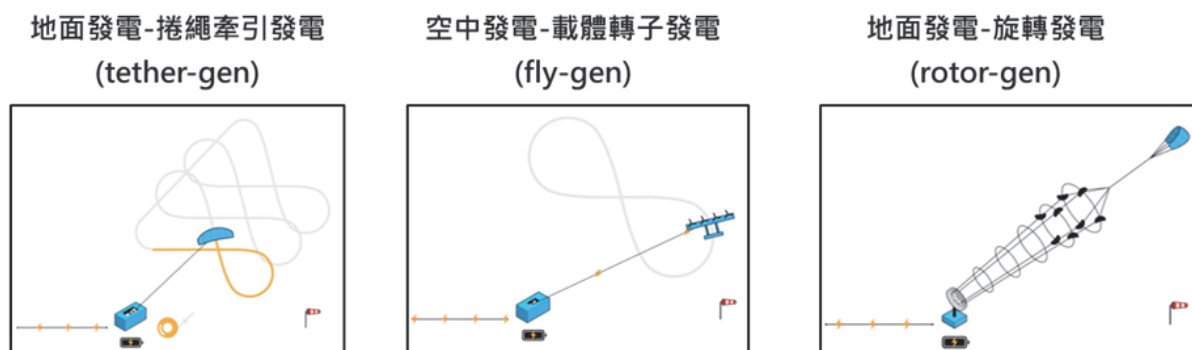 地面發電-捲繩牽引發電
(tether-gen)
空中發電-載體轉子發電
(fly-gen)
地面發電-旋轉發電
(rotor-gen)